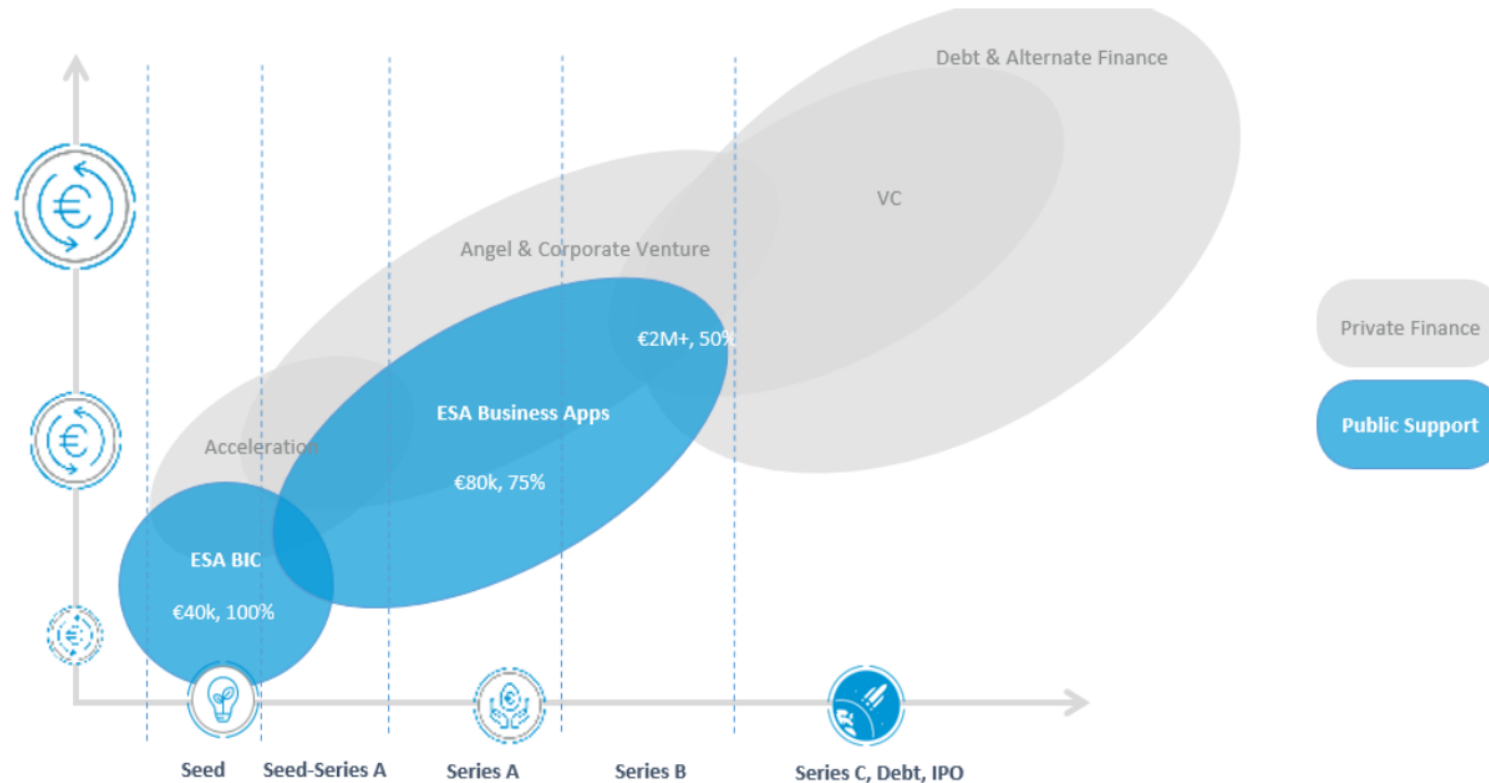 Debt & Alternate Finance
VC
Angel & Corporate Venture
Private Finance
€2M+, 50%
ESA Business Apps
Public Support
Acceleration
€80k, 75%
ESA BIC
€40k, 100%
Seed
Seed-Series A
Series A
Series B
Series C, Debt, IPO